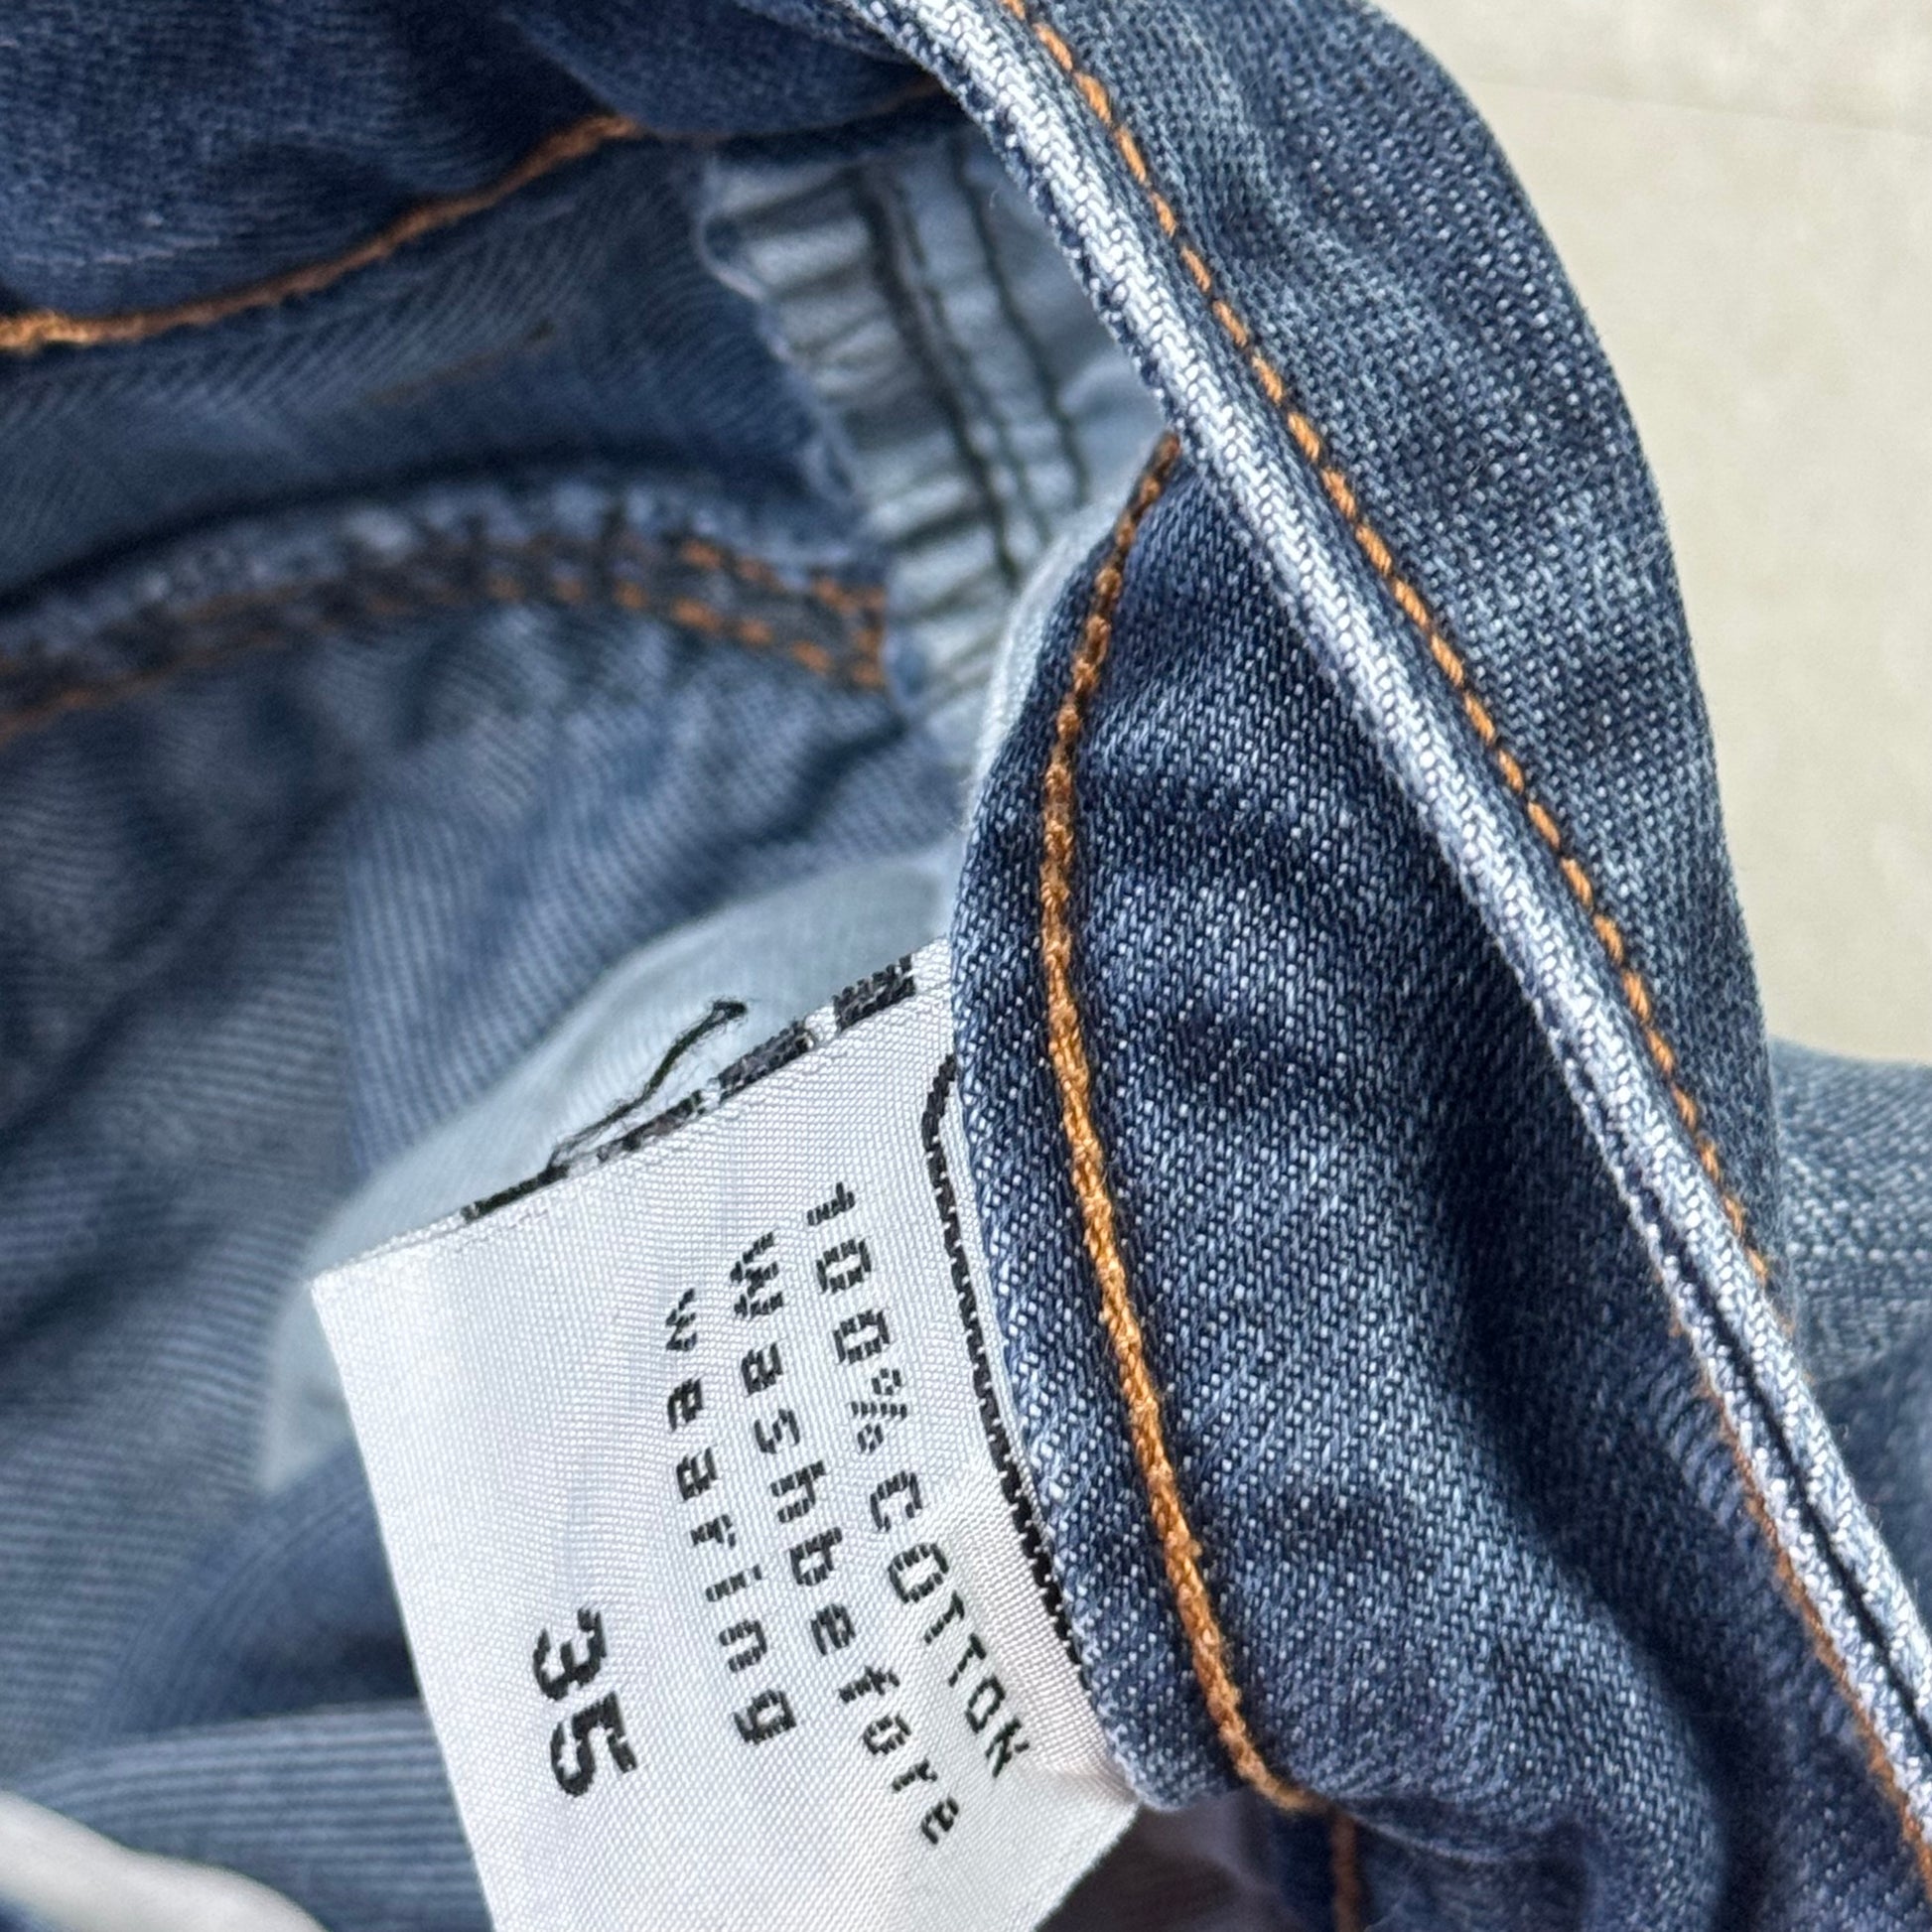 100% COTTON
Wash before
wearing
35